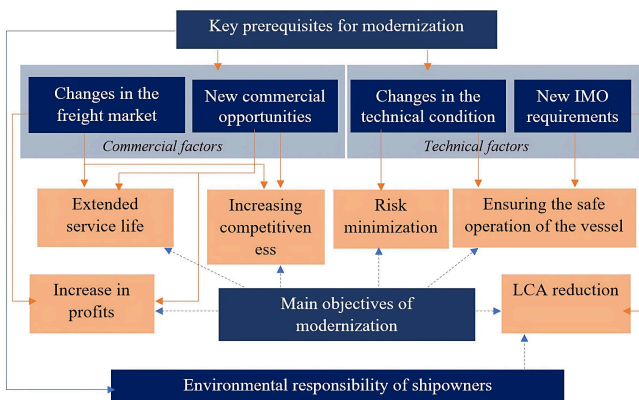 Key prerequisites for modernization
Changes in the
freight market
New commercial
opportunities
Changes in the
technical condition
New IMO
requirements
Commercial factors
Technical factors
Extended
service life
Increasing
competitiven
ess
Risk
minimization
Ensuring the safe
operation of the vessel
Increase in
profits
Main objectives of
modernization
LCA reduction
Environmental responsibility of shipowners